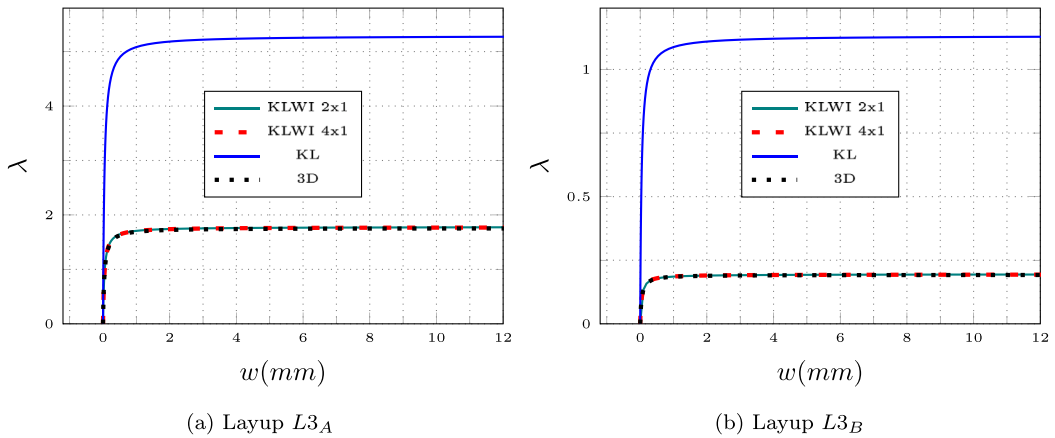 λ
4
2
0
KLWI 2x1
KLWI 4x1
KL
3D
0 2 4 6 8 10 12
w(mm)
(a) Layup L3_A
λ
1
0.5
0
KLWI 2x1
KLWI 4x1
KL
3D
0 2 4 6 8 10 12
w(mm)
(b) Layup L3_B